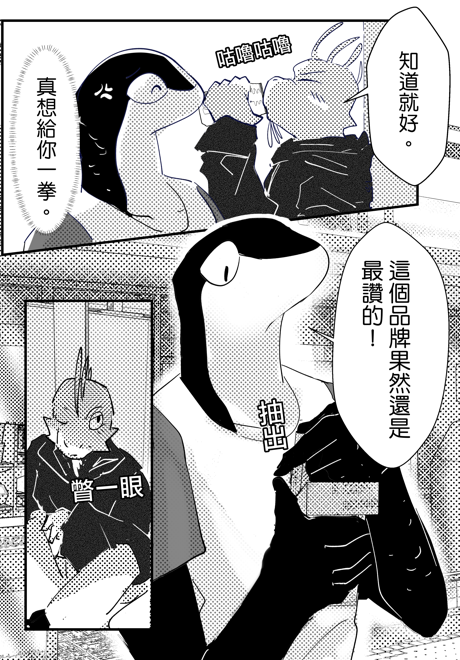 知道就好。
咕嚕咕嚕
真想給你一拳。
這個品牌果然還是
最讚的！
抽出
瞥一眼